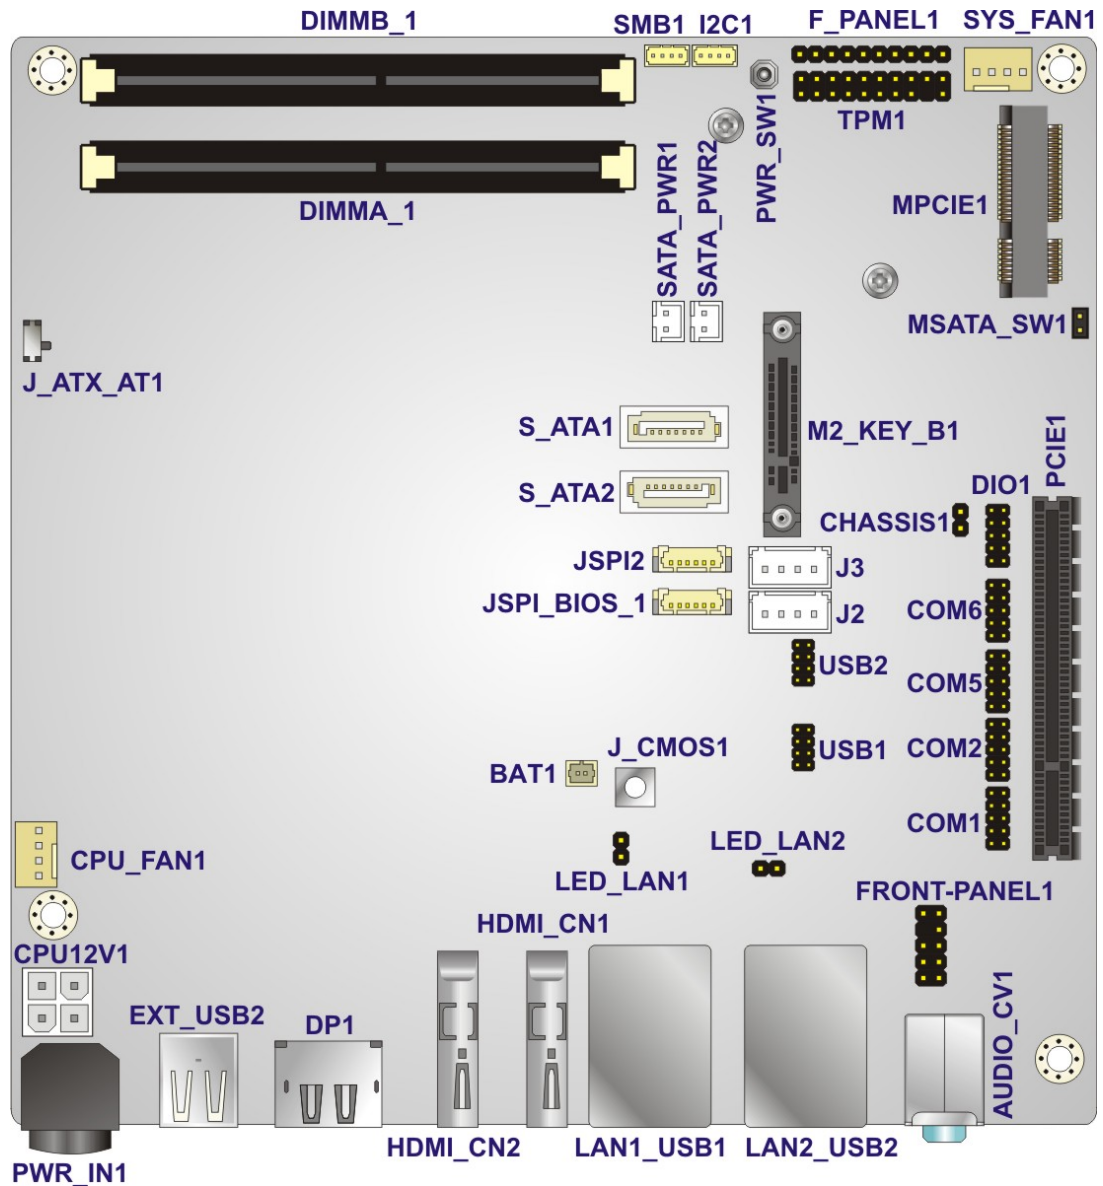 DIMMB_1
SMB1 I2C1
F_PANEL1
SYS_FAN1
TPM1
PWR_SW1
SATA_PWR1
SATA_PWR2
DIMMA_1
MPCIE1
MSATA_SW1
J_ATX_AT1
S_ATA1
M2_KEY_B1
PCIE1
S_ATA2
DIO1
CHASSIS1
JSPI2
J3
JSPI_BIOS_1
J2
COM6
USB2
COM5
J_CMOS1
USB1
COM2
BAT1
COM1
CPU_FAN1
LED_LAN2
LED_LAN1
FRONT-PANEL1
HDMI_CN1
CPU12V1
EXT_USB2
DP1
AUDIO_CV1
HDMI_CN2
LAN1_USB1
LAN2_USB2
PWR_IN1